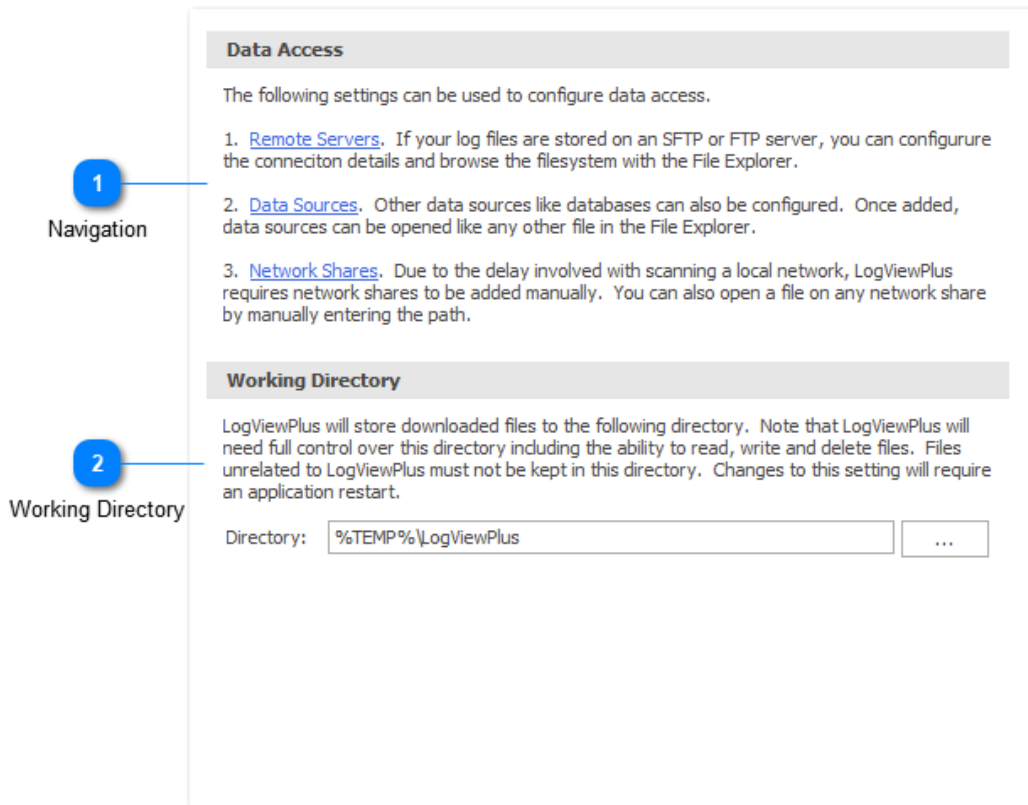 Data Access
The following settings can be used to configure data access.
1. Remote Servers. If your log files are stored on an SFTP or FTP server, you can configurure
the conneciton details and browse the filesystem with the File Explorer.
1
Navigation
2. Data Sources. Other data sources like databases can also be configured. Once added,
data sources can be opened like any other file in the File Explorer.
3. Network Shares. Due to the delay involved with scanning a local network, LogViewPlus
requires network shares to be added manually. You can also open a file on any network share
by manually entering the path.
Working Directory
LogViewPlus will store downloaded files to the following directory. Note that LogViewPlus will
need full control over this directory including the ability to read, write and delete files. Files
unrelated to LogViewPlus must not be kept in this directory. Changes to this setting will require
an application restart.
2
Working Directory
Directory: %TEMP%\LogViewPlus ...